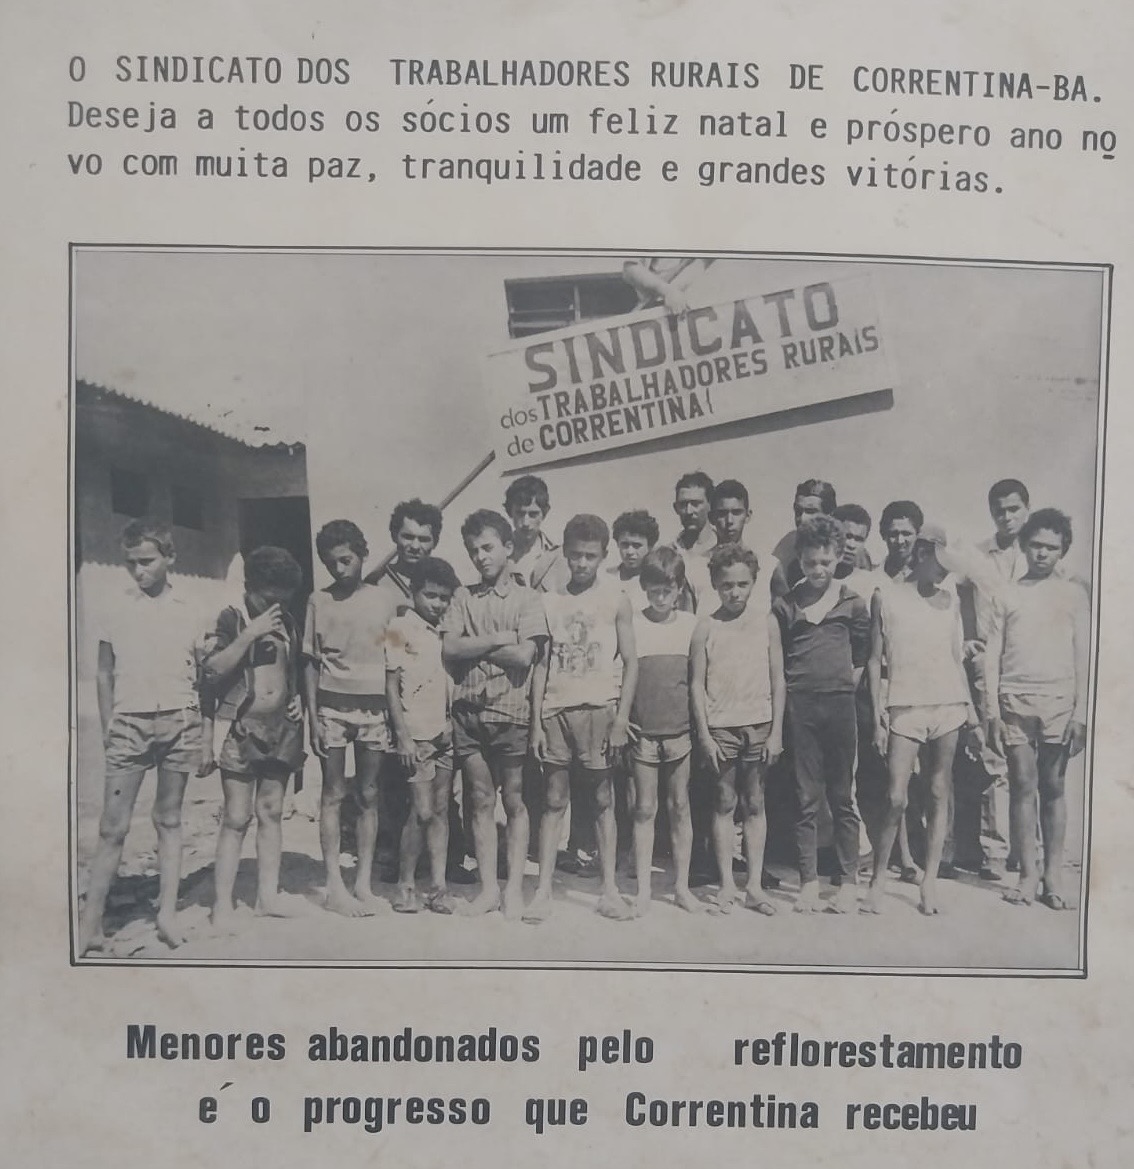 O SINDICATO DOS TRABALHADORES RURAIS DE CORRENTINA-BA.
Deseja a todos os sócios um feliz natal e próspero ano no
vo com muita paz, tranquilidade e grandes vitórias.
SINDICATO
dos TRABALHADORES RURAIS
de CORRENTINA
Menores abandonados pelo reflorestamento
é o progresso que Correntina recebeu